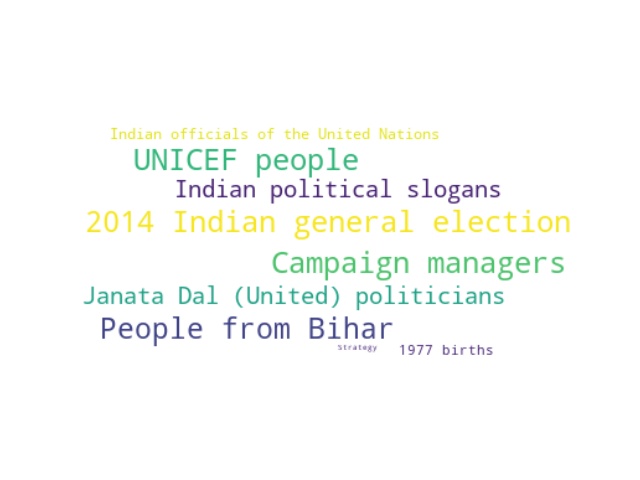 Indian officials of the United Nations
UNICEF people
Indian political slogans
2014 Indian general election
Campaign managers
Janata Dal (United) politicians
People from Bihar
Strategy 1977 births